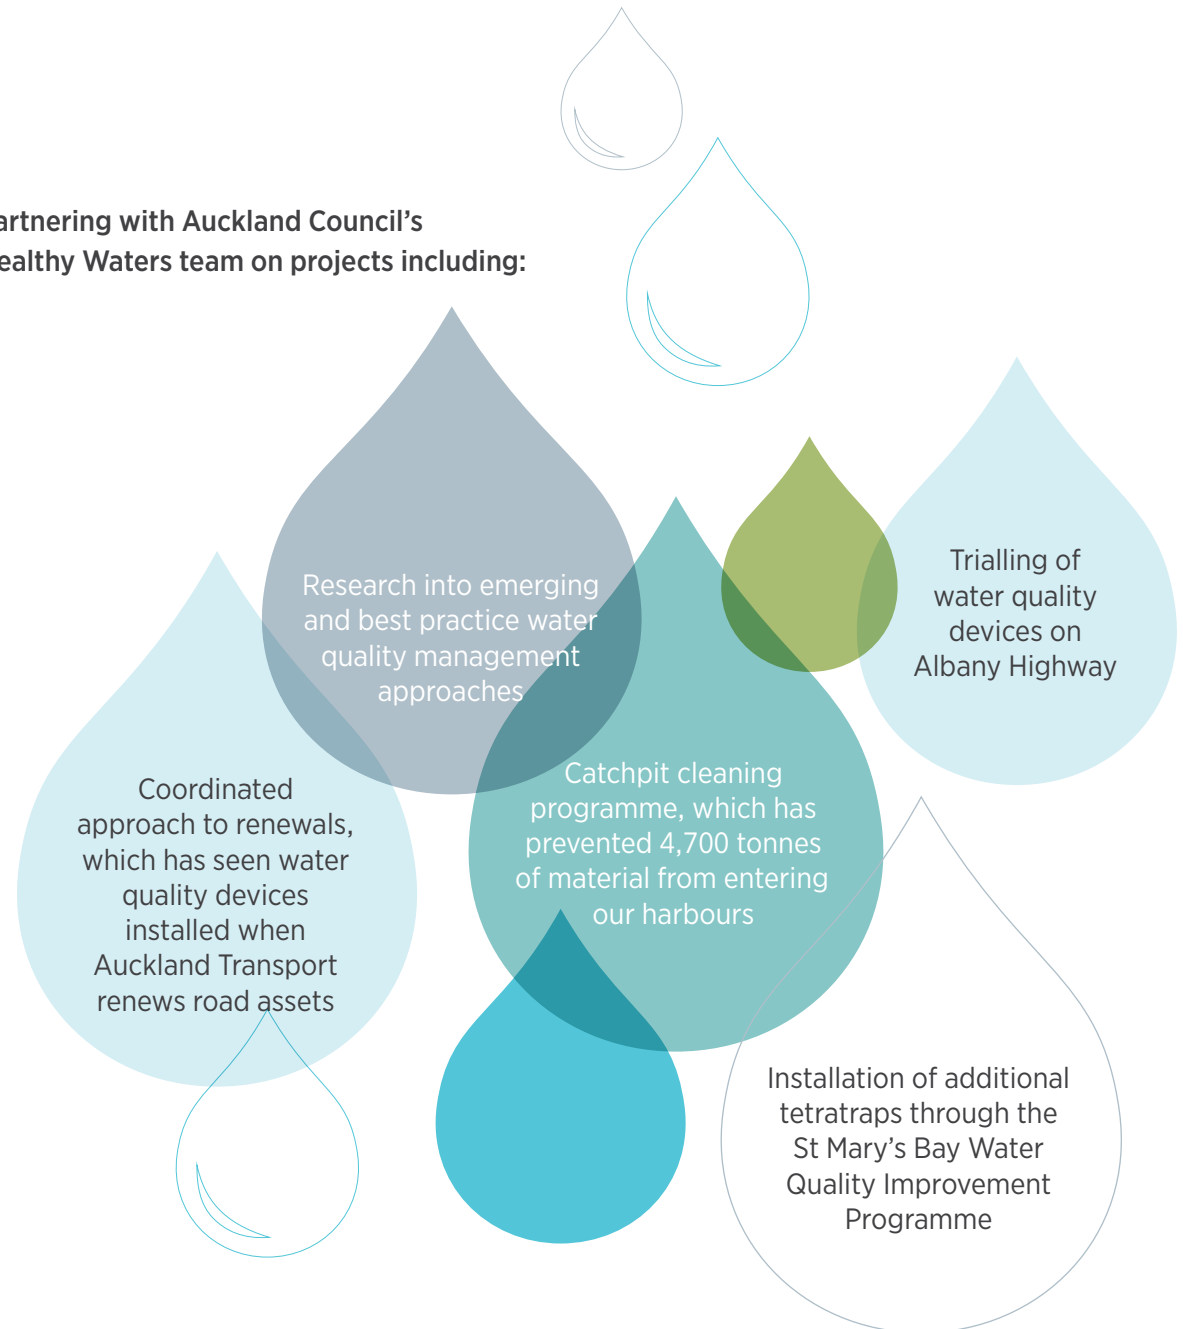 artnering with Auckland Council’s
ealthy Waters team on projects including:
Research into emerging
and best practice water
quality management
approaches
Trialling of
water quality
devices on
Albany Highway
Coordinated
approach to renewals,
which has seen water
quality devices
installed when
Auckland Transport
renews road assets
Catchpit cleaning
programme, which has
prevented 4,700 tonnes
of material from entering
our harbours
Installation of additional
tetratraps through the
St Mary’s Bay Water
Quality Improvement
Programme